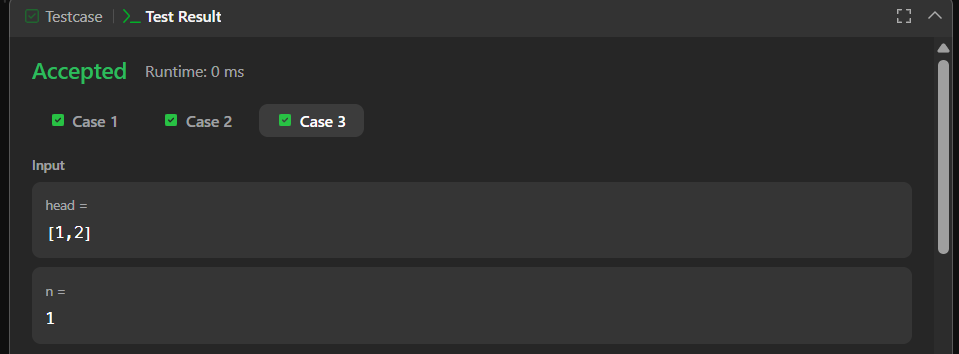 Testcase Test Result
Accepted Runtime: 0 ms
Case 1 Case 2 Case 3
Input
head =
[1,2]
n =
1